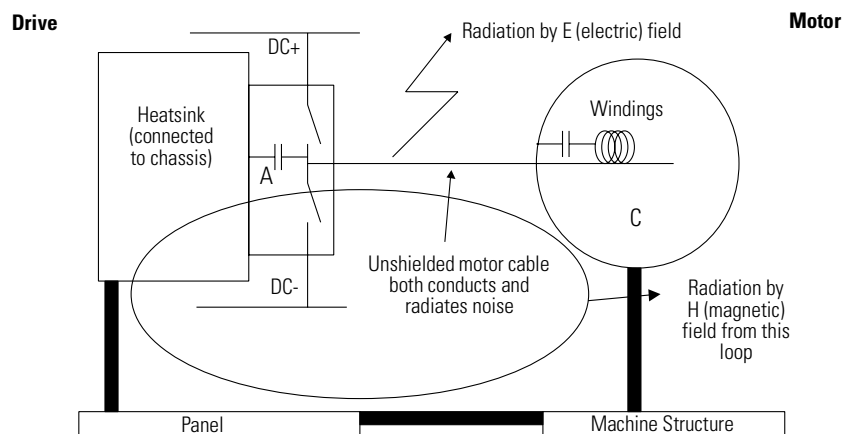 Drive
Motor
DC+
Radiation by E (electric) field
Heatsink
(connected
to chassis)
Windings
A
C
Unshielded motor cable
both conducts and
radiates noise
DC-
Radiation by
H (magnetic)
field from this
loop
Panel
Machine Structure